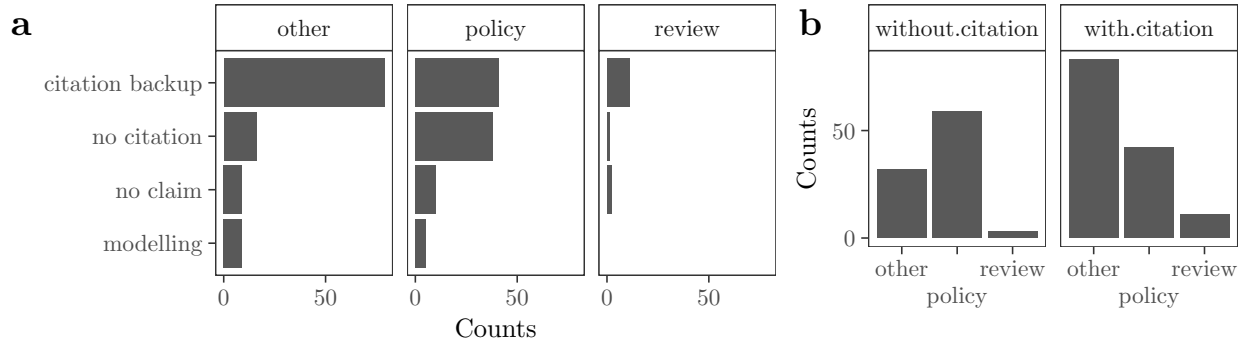 a
other policy review
citation backup
no citation
no claim
modelling
0 50 0 50 0 50
Counts
b
without.citation with.citation
Counts
50
0
other review other review
policy policy